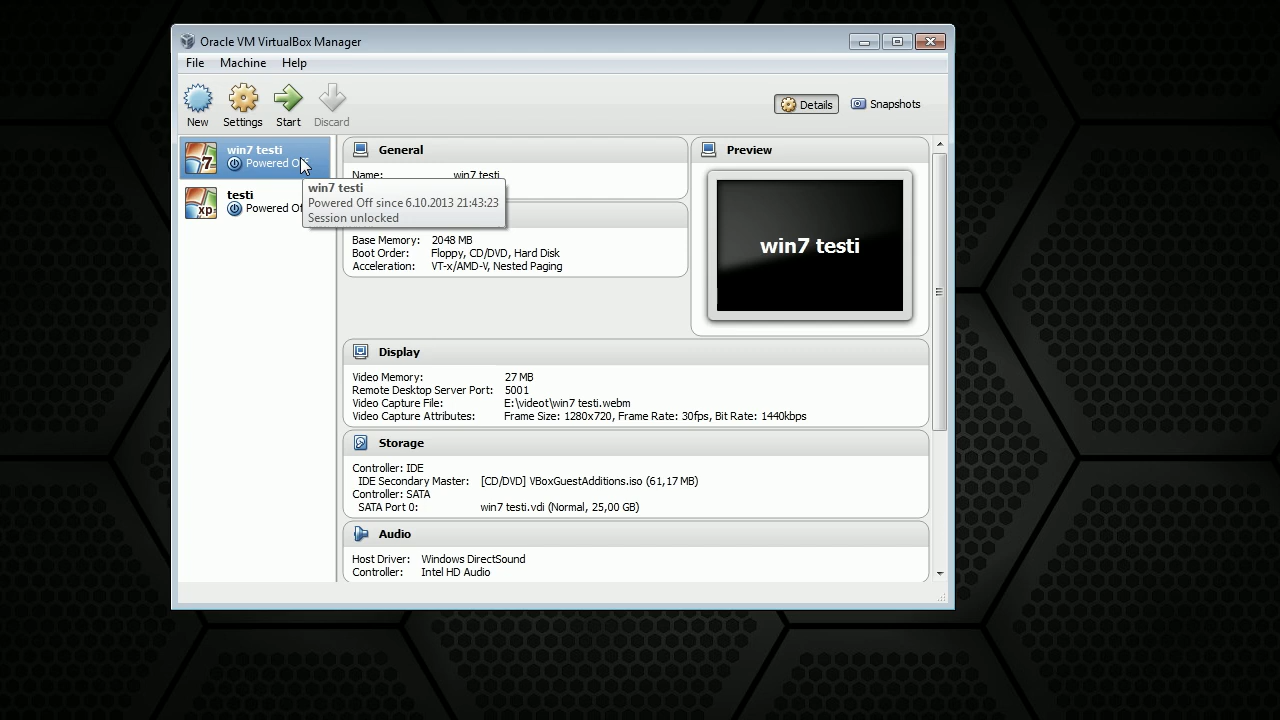 Oracle VM VirtualBox Manager
File Machine Help
New Settings Start Discard
Details Snapshots
win7 testi
Powered Off
testi
Powered
General
Name: win7 testi
win7 testi
Powered Off since 6.10.2013 21:43:23
Session unlocked
Base Memory: 2048 MB
Boot Order: Floppy, CD/DVD, Hard Disk
Acceleration: VT-x/AMD-V, Nested Paging
Preview
win7 testi
Display
Video Memory: 27 MB
Remote Desktop Server Port: 5001
Video Capture File: E:\videot\win7 testi.webm
Video Capture Attributes: Frame Size: 1280x720, Frame Rate: 30fps, Bit Rate: 1440kbps
Storage
Controller: IDE
IDE Secondary Master: [CD/DVD] VBoxGuestAdditions.iso (61,17 MB)
Controller: SATA
SATA Port 0: win7 testi.vdi (Normal, 25,00 GB)
Audio
Host Driver: Windows DirectSound
Controller: Intel HD Audio